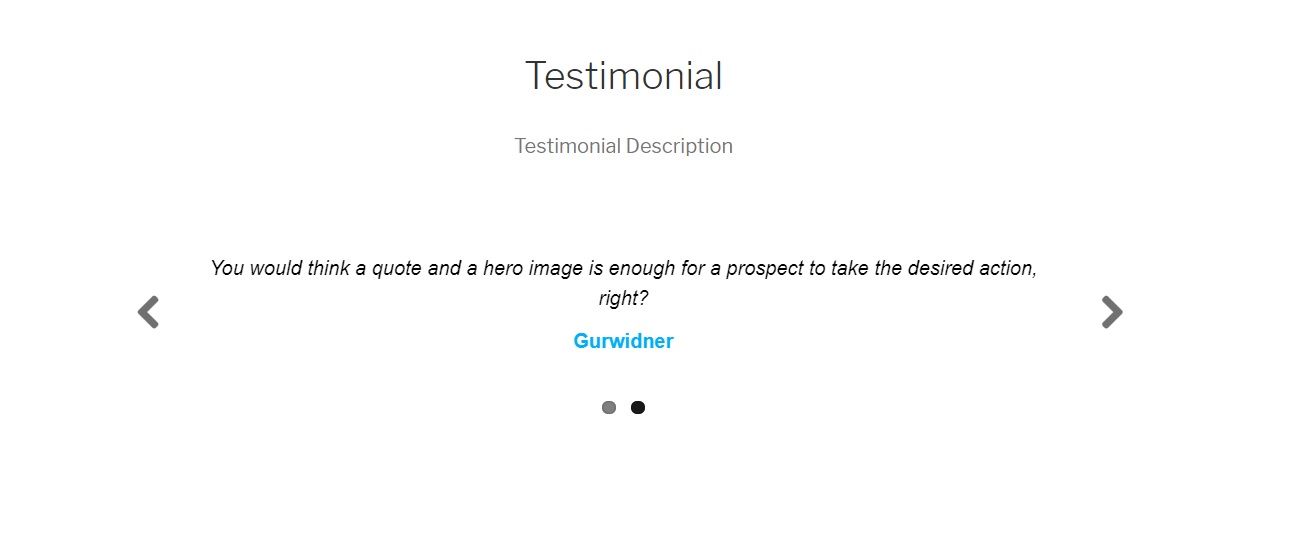 Testimonial
Testimonial Description
You would think a quote and a hero image is enough for a prospect to take the desired action,
right?
Gurwidner